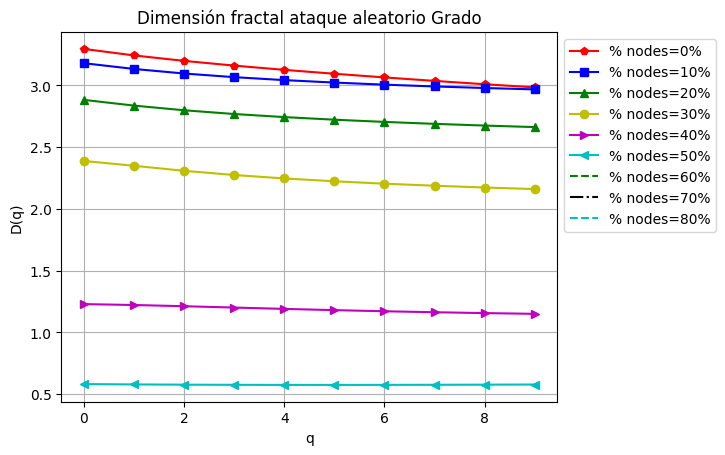 Dimensión fractal ataque aleatorio Grado
% nodes=0%
% nodes=10%
% nodes=20%
% nodes=30%
% nodes=40%
% nodes=50%
% nodes=60%
% nodes=70%
% nodes=80%
D(q)
3.0
2.5
2.0
1.5
1.0
0.5
0 2 4 6 8
q